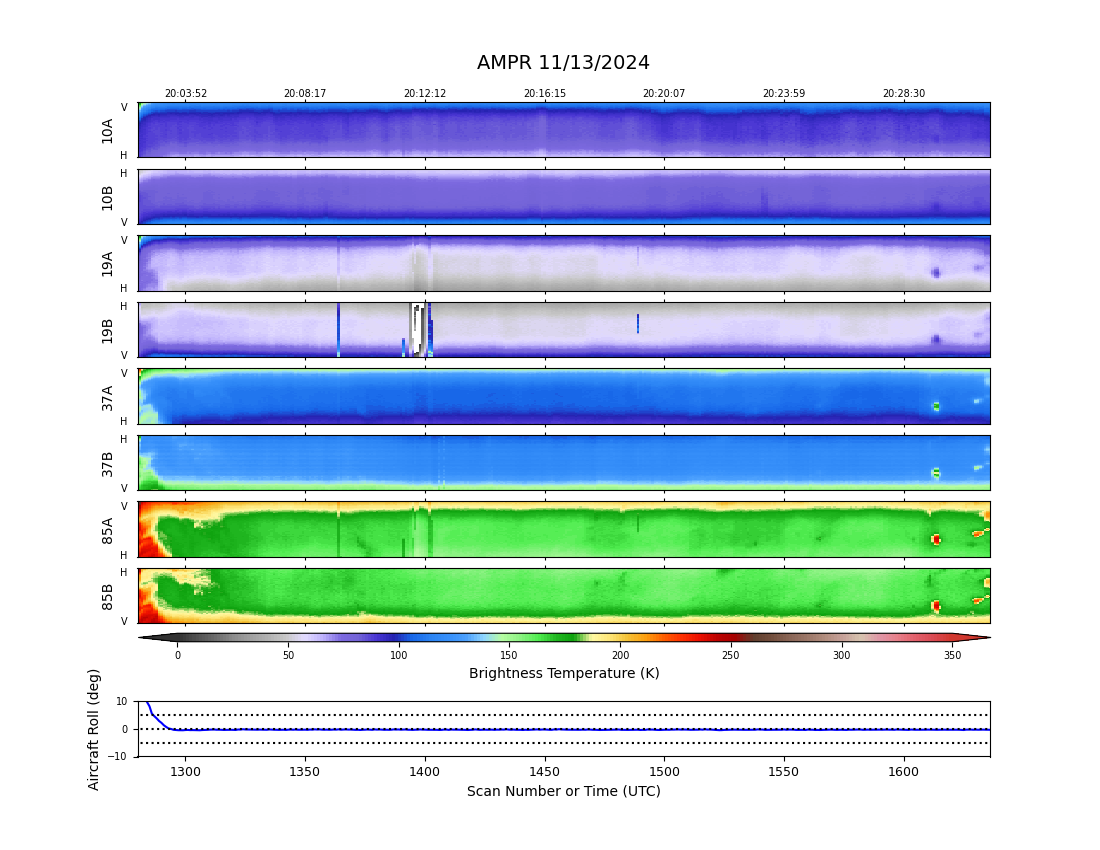 AMPR 11/13/2024
20:03:52 20:08:17 20:12:12 20:16:15 20:20:07 20:23:59 20:28:30
V
10A
H
H
10B
V
V
19A
H
H
19B
V
V
37A
H
H
37B
V
V
85A
H
H
85B
V
0 50 100 150 200 250 300 350
Brightness Temperature (K)
Aircraft Roll (deg)
10
0
−10
1300 1350 1400 1450 1500 1550 1600
Scan Number or Time (UTC)